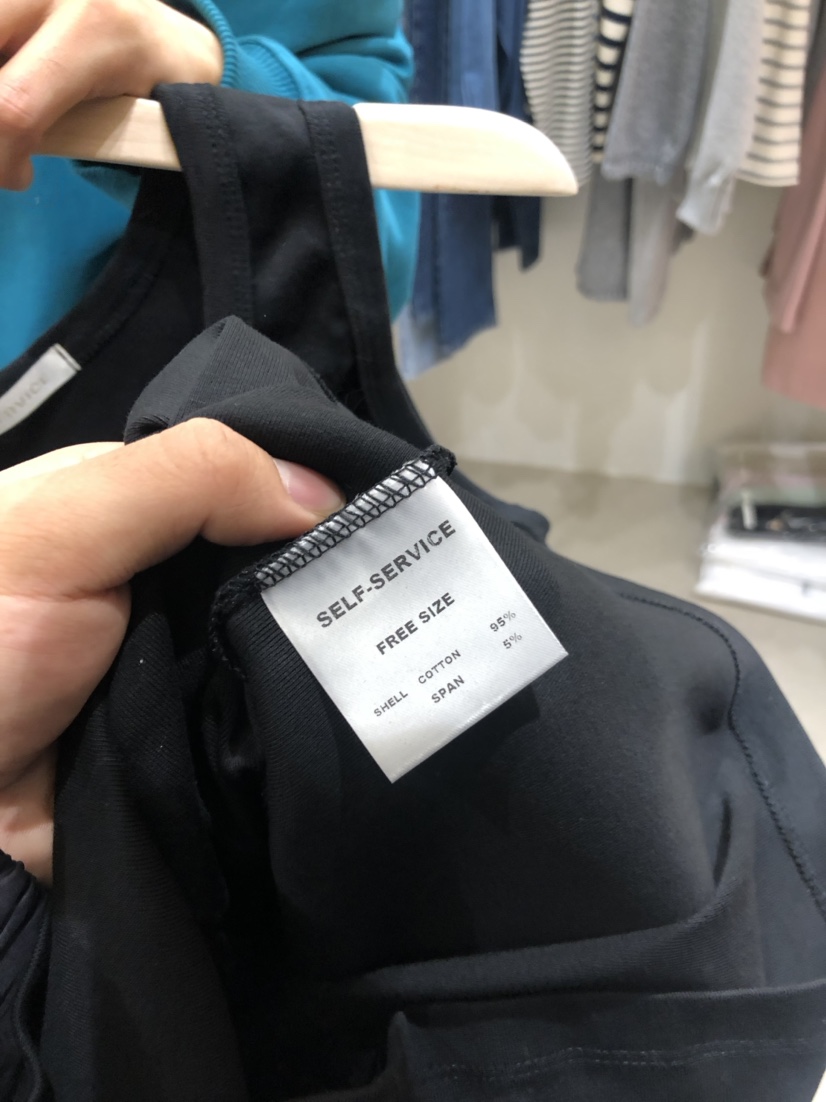 SELF-SERVICE
FREE SIZE
SHELL COTTON 95%
SPAN 5%